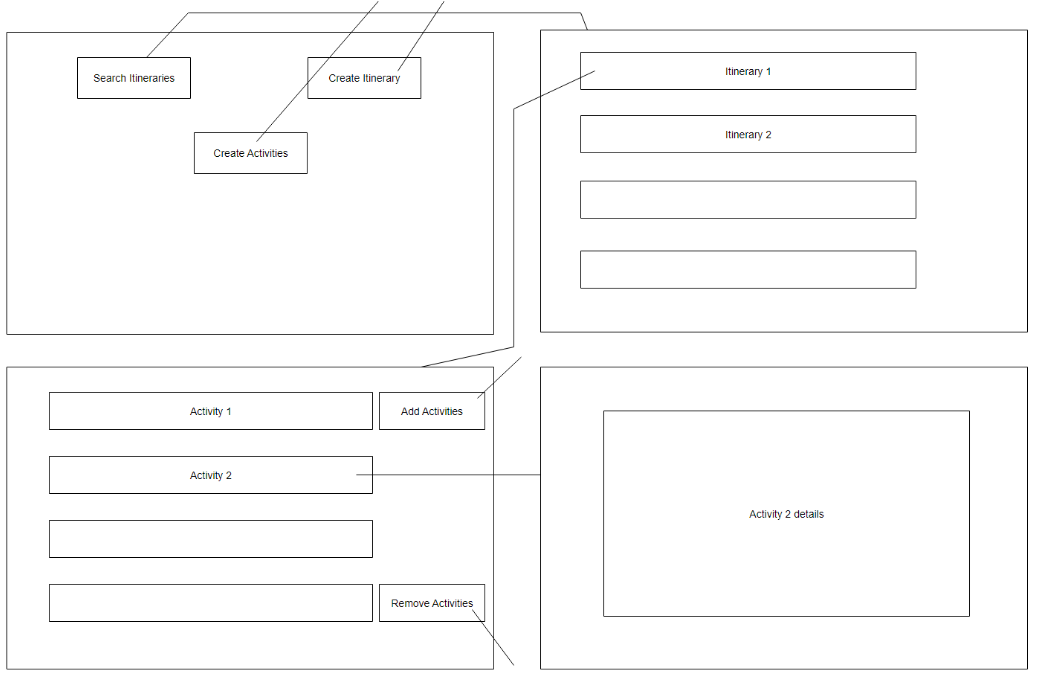 Search Itineraries
Create Itinerary
Create Activities
Itinerary 1
Itinerary 2
Activity 1
Add Activities
Activity 2
Remove Activities
Activity 2 details